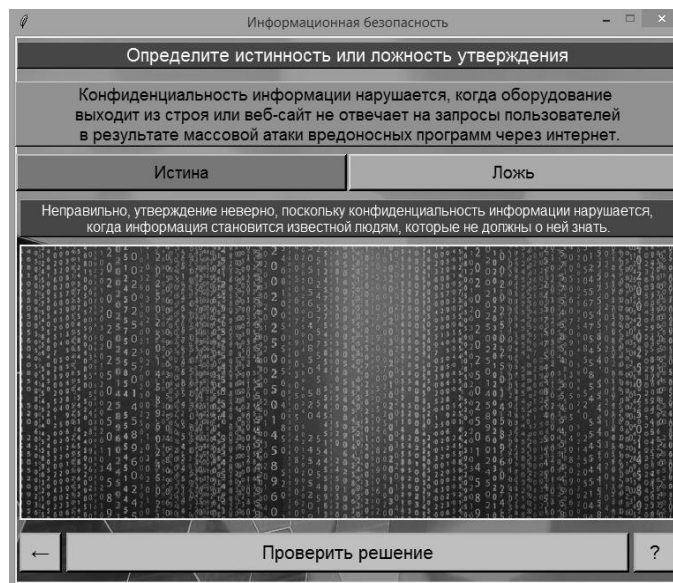 Информационная безопасность
Определите истинность или ложность утверждения
Конфиденциальность информации нарушается, когда оборудование
выходит из строя или веб-сайт не отвечает на запросы пользователей
в результате массовой атаки вредоносных программ через интернет.
Истина
Ложь
Неправильно, утверждение неверно, поскольку конфиденциальность информации нарушается,
когда информация становится известной людям, которые не должны о ней знать.
←
Проверить решение
?